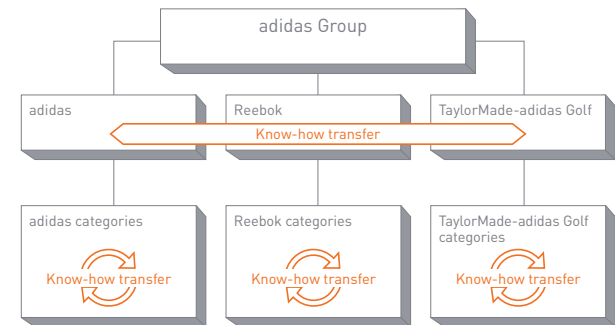 adidas Group
adidas
Reebok
TaylorMade-adidas Golf
Know-how transfer
adidas categories
Reebok categories
TaylorMade-adidas Golf
categories
Know-how transfer
Know-how transfer
Know-how transfer